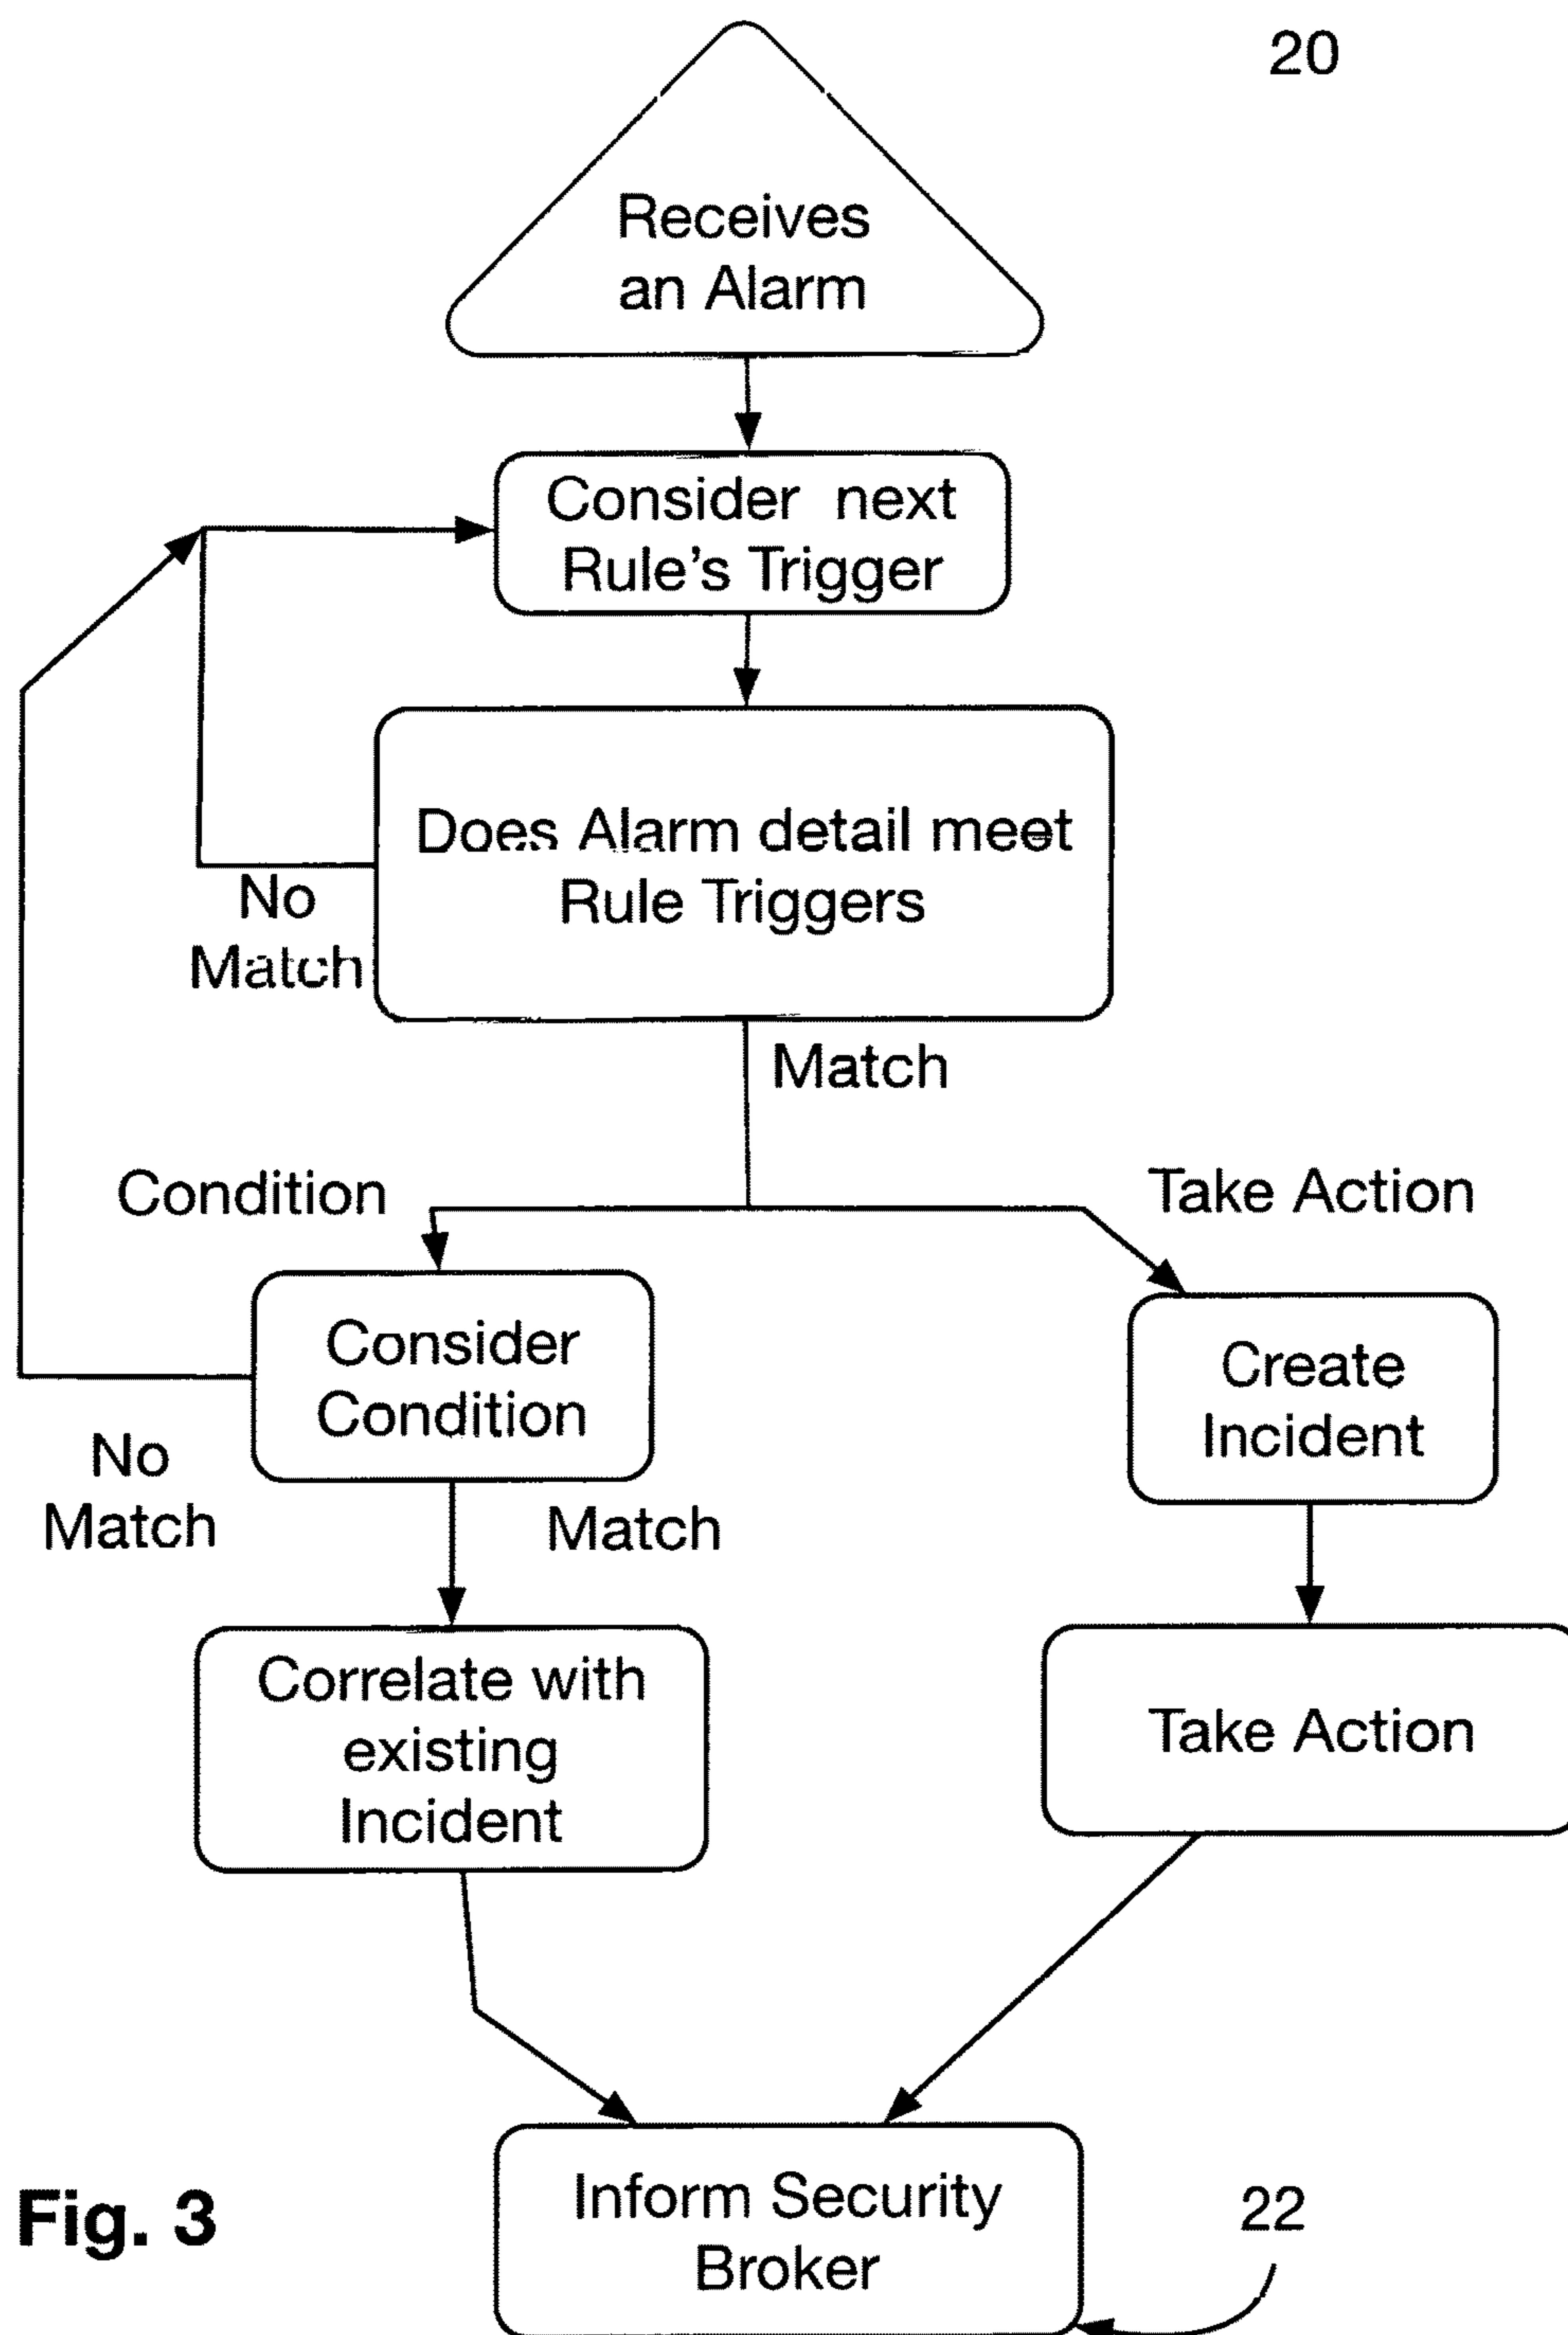 20
Receives
an Alarm
Consider next
Rule's Trigger
Does Alarm detail meet
Rule Triggers
No
Match
Match
Condition
Take Action
Consider
Condition
Create
Incident
No
Match
Match
Correlate with
existing
Incident
Take Action
Inform Security
Broker
22
Fig. 3